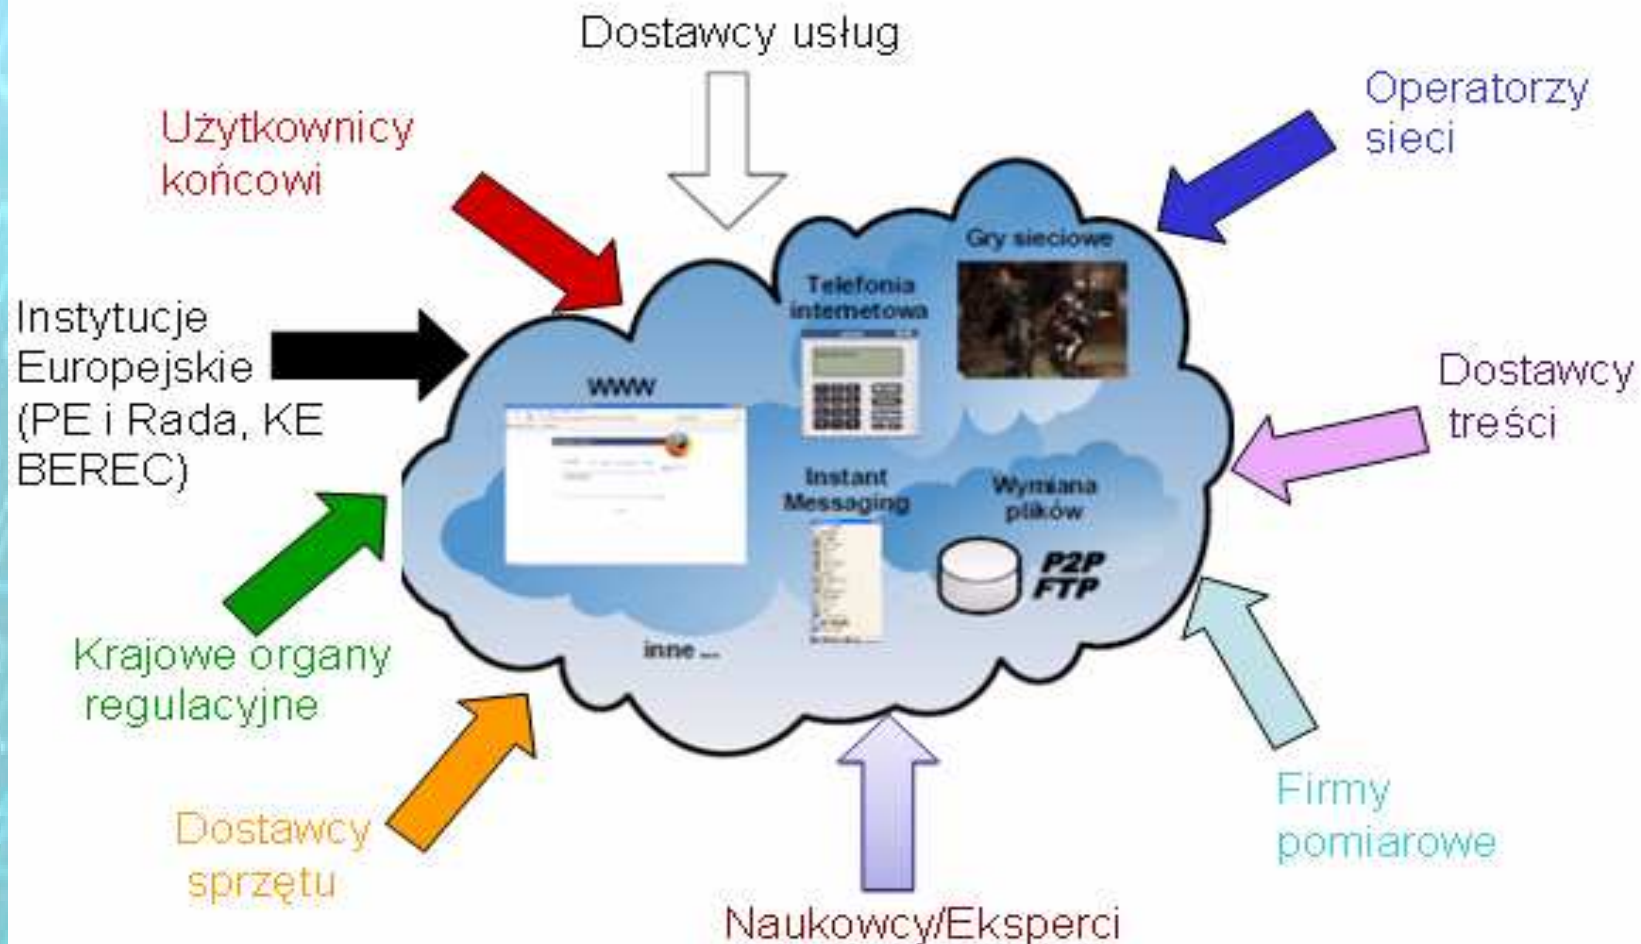 Dostawcy usług
Operatorzy
sieci
Użytkownicy
końcowi
Gry sieciowe
Telefonia
internetowa
Instytucje
Europejskie
(PE i Rada, KE
BEREC)
WWW
Dostawcy
treści
Instant
Messaging
Wymiana
plików
P2P
FTP
inne ...
Krajowe organy
regulacyjne
Dostawcy
sprzętu
Firmy
pomiarowe
Naukowcy/Eksperci